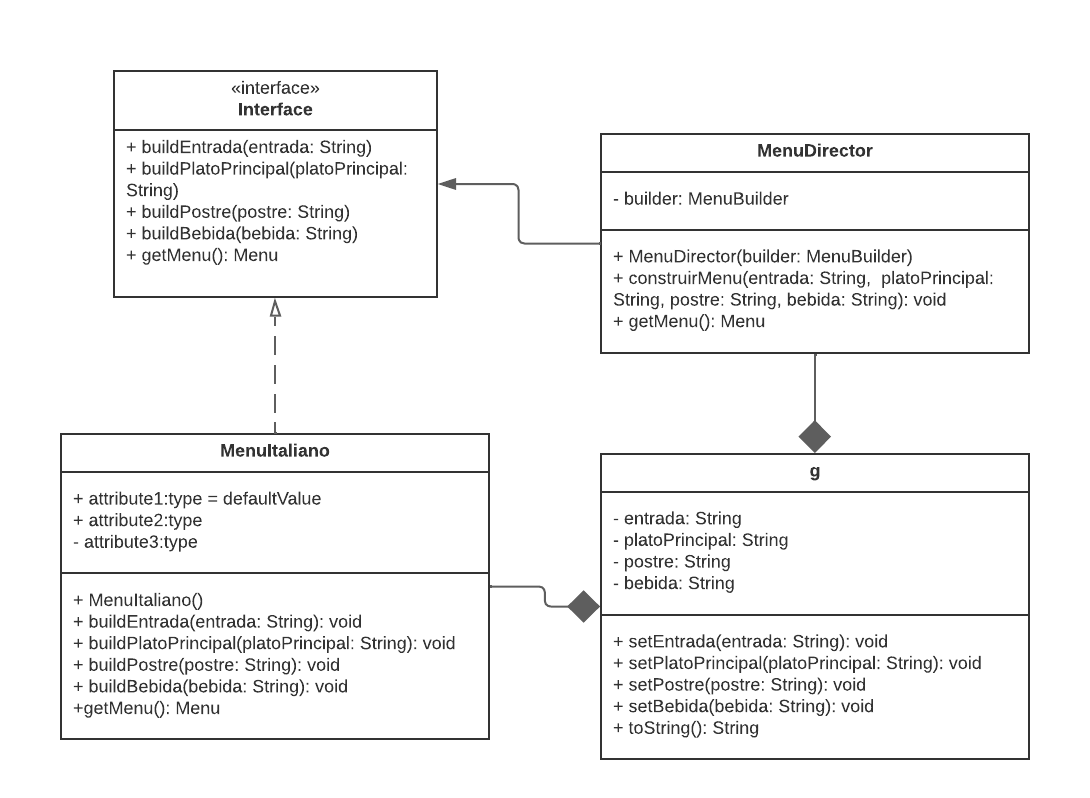 «interface»
Interface
+ buildEntrada(entrada: String)
+ buildPlatoPrincipal(platoPrincipal:
String)
+ buildPostre(postre: String)
+ buildBebida(bebida: String)
+ getMenu(): Menu
MenuDirector
- builder: MenuBuilder
+ MenuDirector(builder: MenuBuilder)
+ construirMenu(entrada: String,  platoPrincipal:
String, postre: String, bebida: String): void
+ getMenu(): Menu
MenuItaliano
+ attribute1:type = defaultValue
+ attribute2:type
- attribute3:type
+ MenuItaliano()
+ buildEntrada(entrada: String): void
+ buildPlatoPrincipal(platoPrincipal: String): void
+ buildPostre(postre: String): void
+ buildBebida(bebida: String): void
+getMenu(): Menu
g
- entrada: String
- platoPrincipal: String
- postre: String
- bebida: String
+ setEntrada(entrada: String): void
+ setPlatoPrincipal(platoPrincipal: String): void
+ setPostre(postre: String): void
+ setBebida(bebida: String): void
+ toString(): String